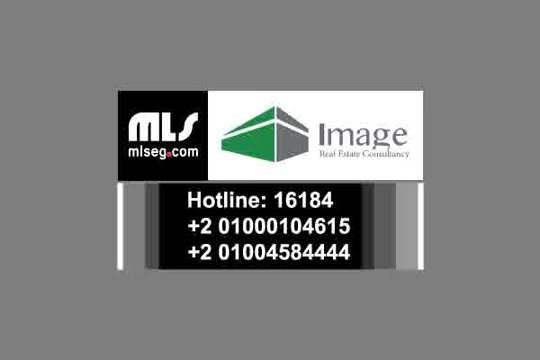 MLS
mlseg.com
Image
Real Estate Consultancy
Hotline: 16184
+2 01000104615
+2 01004584444